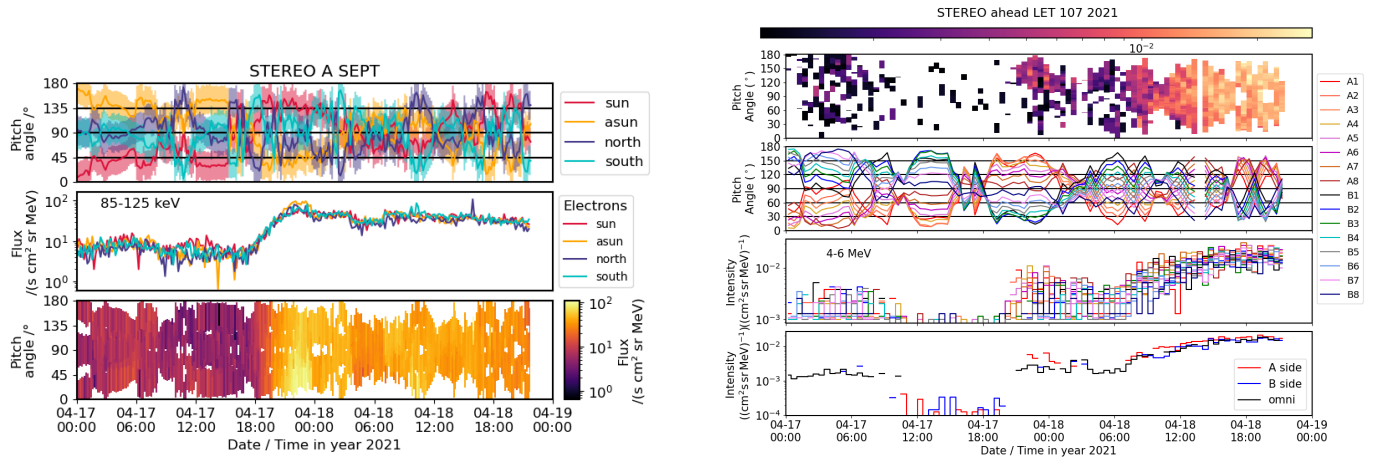 STEREO A SEPT
180
135
90
45
0
Pitch
angle /°
sun
asun
north
south
85-125 keV
10²
10¹
10⁰
Flux
/(s cm² sr MeV)
Electrons
sun
asun
north
south
180
135
90
45
0
Pitch
angle /°
10²
10¹
10⁰
Flux
/(s cm² sr MeV)
04-17 04-17 04-17 04-17 04-18 04-18 04-18 04-18 04-19
00:00 06:00 12:00 18:00 00:00 06:00 12:00 18:00 00:00
Date / Time in year 2021
STEREO ahead LET 107 2021
10⁻²
180
150
120
90
60
30
Pitch
Angle (°)
180
150
120
90
60
30
0
Pitch
Angle (°)
4-6 MeV
10⁻²
10⁻³
Intensity
((cm² s sr MeV)⁻¹)
10⁻²
10⁻³
10⁻⁴
Intensity
((cm² s sr MeV)⁻¹)
A side
B side
omni
04-17 04-17 04-17 04-17 04-18 04-18 04-18 04-18 04-19
00:00 06:00 12:00 18:00 00:00 06:00 12:00 18:00 00:00
Date / Time in year 2021
A1
A2
A3
A4
A5
A6
A7
A8
B1
B2
B3
B4
B5
B6
B7
B8